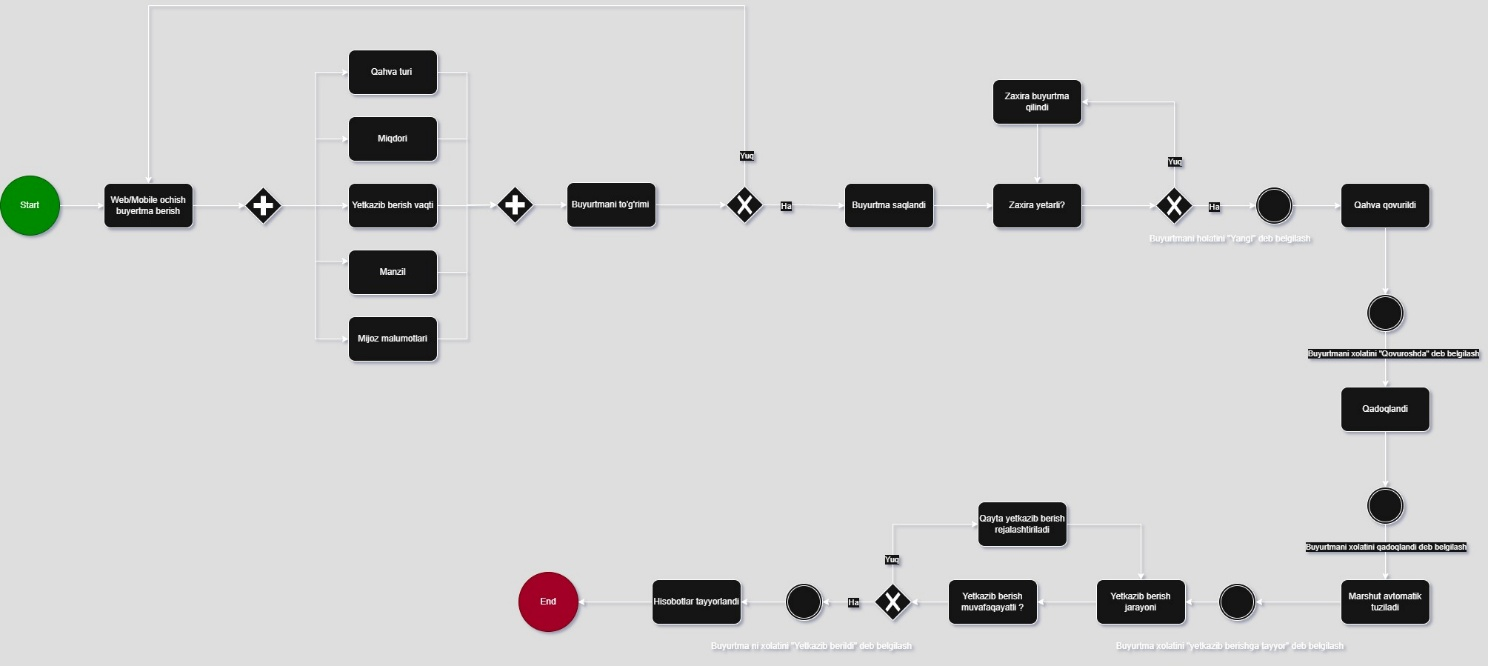 Start
Web/Mobile ochish
buyertma berish
Qahva turi
Miqdori
Yetkazib berish vaqti
Manzil
Mijoz malumotlari
Buyurtmani to'g'rimi
Yuq
Ha
Buyurtma saqlandi
Zaxira buyurtma
qilindi
Zaxira yetarli?
Yuq
Ha
Buyurtmani holatini "Yangi" deb belgilash
Qahva qovurildi
Buyurtmani xolatini "Qovuroshda" deb belgilash
Qadoqlandi
Buyurtmani xolatini qadoqlandi deb belgilash
Marshut avtomatik
tuziladi
Buyurtma xolatini "yetkazib berishga tayyor" deb belgilash
Yetkazib berish
jarayoni
Qayta yetkazib berish
rejalashtiriladi
Yetkazib berish
muvafaqayatli ?
Yuq
Ha
Buyurtma ni xolatini "Yetkazib berildi" deb belgilash
Hisobotlar tayyorlandi
End